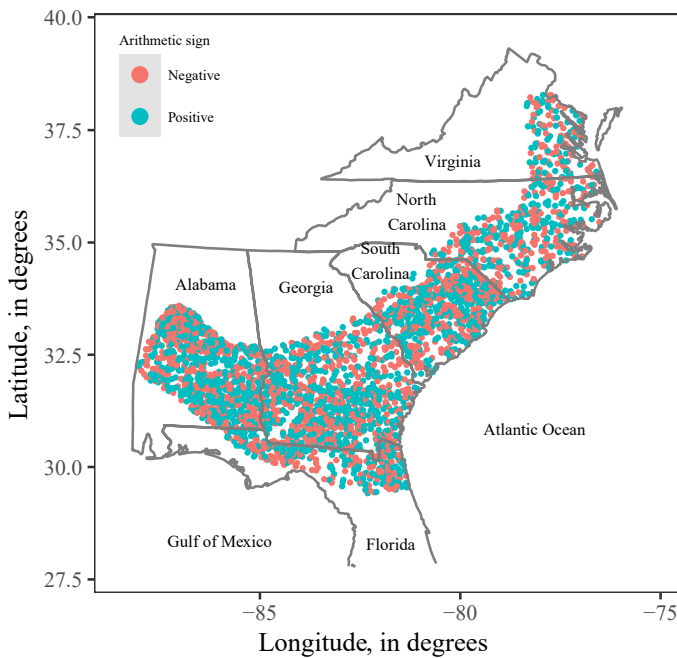 40.0
Arithmetic sign
Negative
Positive
37.5
Virginia
North
Carolina
35.0
South
Carolina
Alabama
Georgia
32.5
Atlantic Ocean
30.0
Gulf of Mexico
Florida
27.5
−85
−80
−75
Longitude, in degrees
Latitude, in degrees